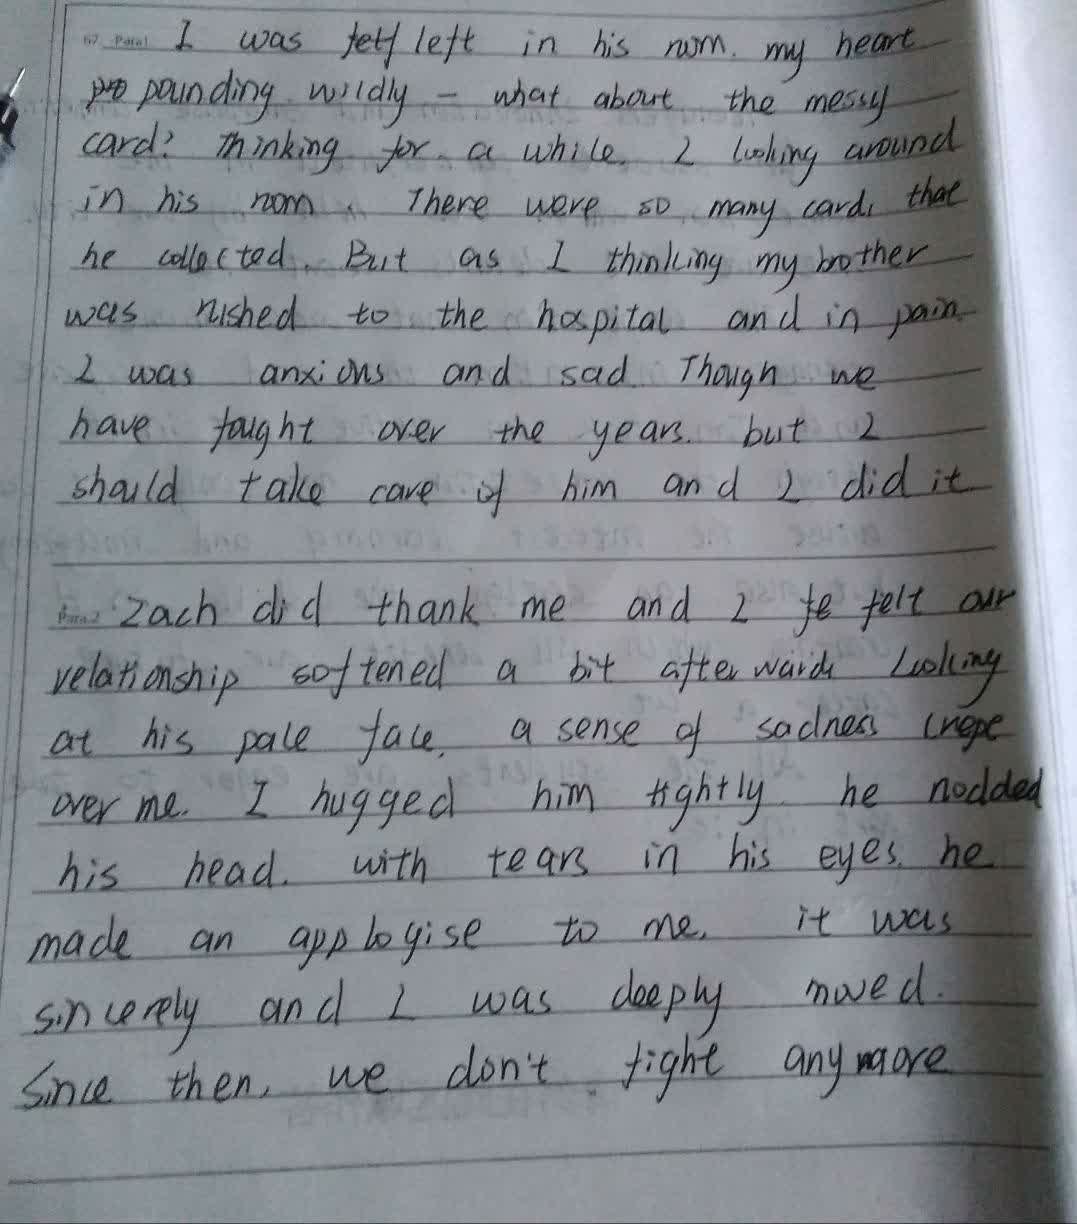 Para1 I was felf left in his room. my heart
pro pounding wildly – what about the messy
card? Thinking for a while. I looking around
in his room. There were so many cards that
he collected. But as I thinking my brother
was rushed to the hospital and in pain.
I was anxious and sad. Though we
have fought over the years. but I
should take care of him and I did it
Para2 Zach did thank me and I fe felt our
relationship softened a bit afterwards Looking
at his pale face, a sense of sadness crepe
over me. I hugged him tightly. he nodded
his head. with tears in his eyes. he
made an applogise to me. it was
sincerely and I was deeply moved.
Since then, we don't fight anymore